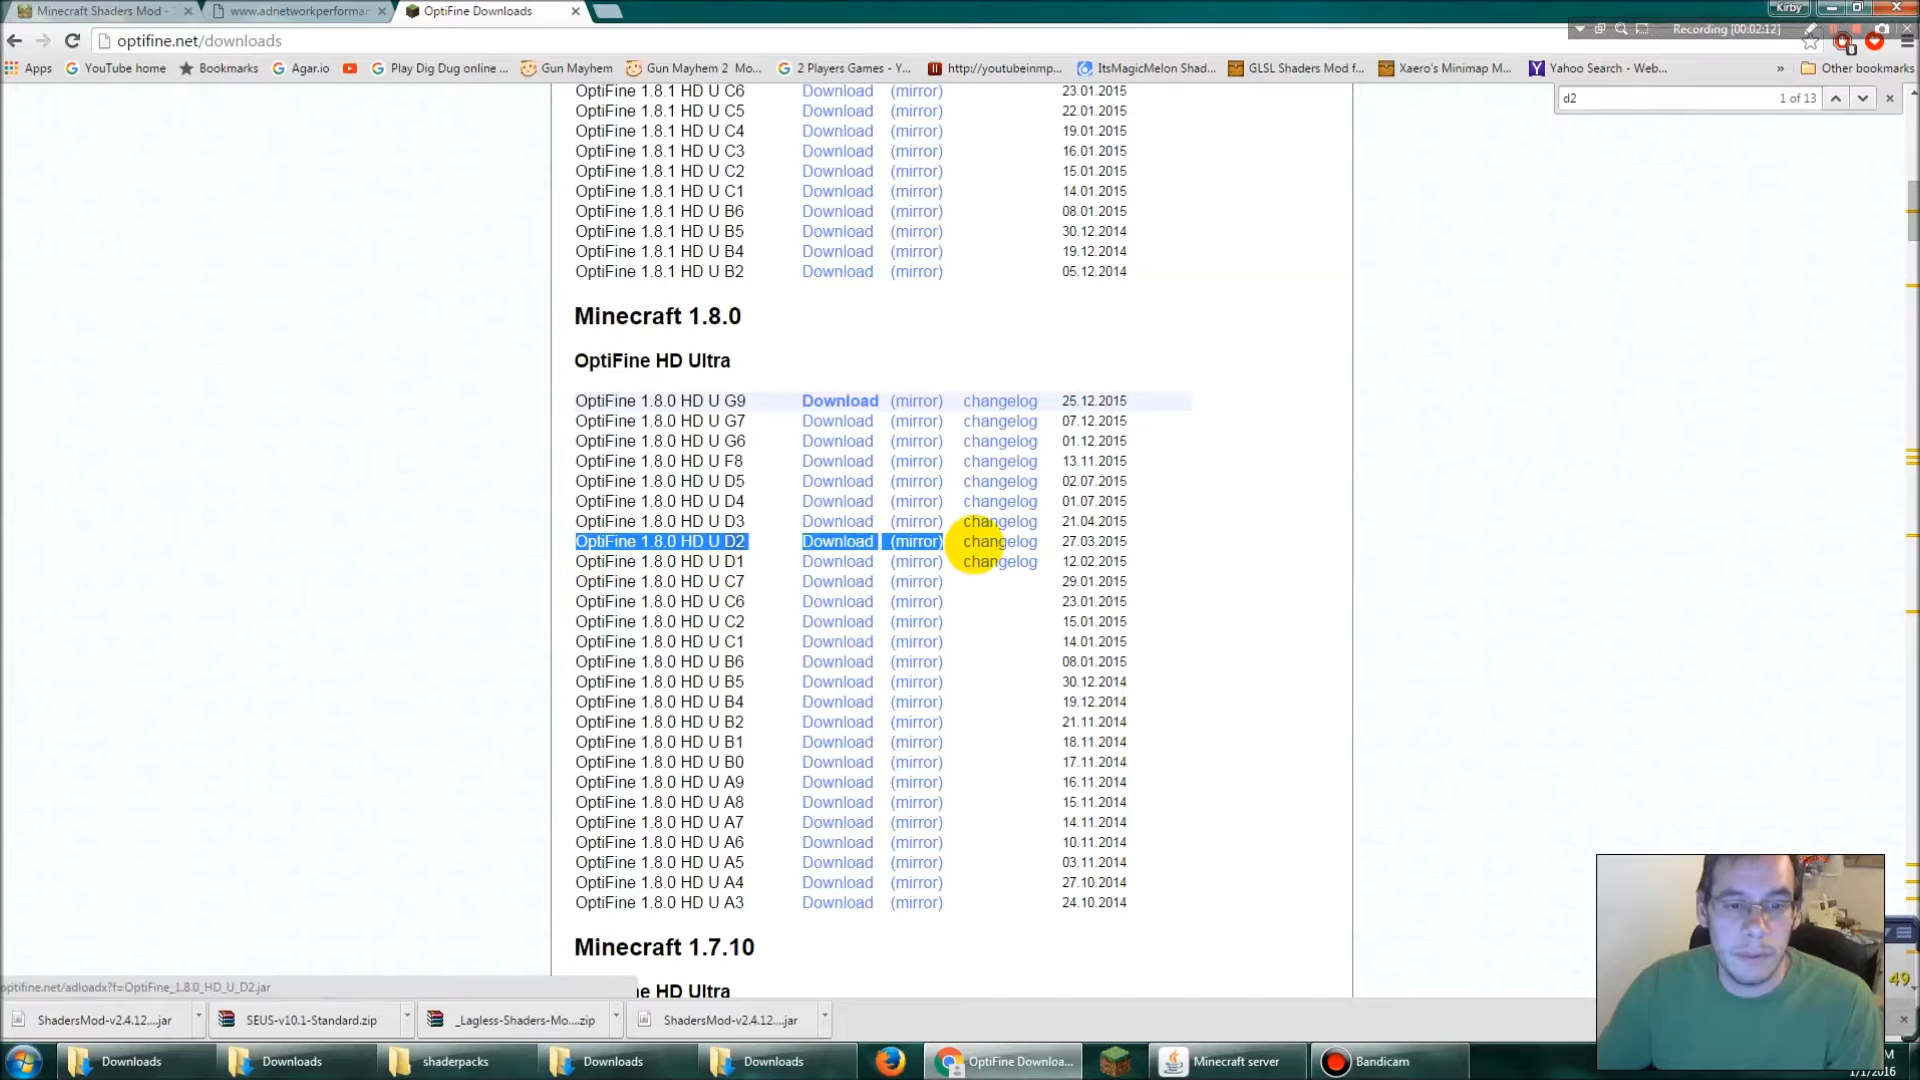 Minecraft Shaders Mod - T
www.adnetworkperformar
OptiFine Downloads
Kirby
optifine.net/downloads
Recording [00:02:12]
Apps
YouTube home
Bookmarks
Agar.io
Play Dig Dug online ...
Gun Mayhem
Gun Mayhem 2 Mo...
2 Players Games - Y...
http://youtubeinmp...
ItsMagicMelon Shad...
GLSL Shaders Mod f...
Xaero's Minimap M...
Yahoo Search - Web...
»
Other bookmarks
d2
1 of 13
OptiFine 1.8.1 HD U C6 Download (mirror) 23.01.2015
OptiFine 1.8.1 HD U C5 Download (mirror) 22.01.2015
OptiFine 1.8.1 HD U C4 Download (mirror) 19.01.2015
OptiFine 1.8.1 HD U C3 Download (mirror) 16.01.2015
OptiFine 1.8.1 HD U C2 Download (mirror) 15.01.2015
OptiFine 1.8.1 HD U C1 Download (mirror) 14.01.2015
OptiFine 1.8.1 HD U B6 Download (mirror) 08.01.2015
OptiFine 1.8.1 HD U B5 Download (mirror) 30.12.2014
OptiFine 1.8.1 HD U B4 Download (mirror) 19.12.2014
OptiFine 1.8.1 HD U B2 Download (mirror) 05.12.2014
Minecraft 1.8.0
OptiFine HD Ultra
OptiFine 1.8.0 HD U G9 Download (mirror) changelog 25.12.2015
OptiFine 1.8.0 HD U G7 Download (mirror) changelog 07.12.2015
OptiFine 1.8.0 HD U G6 Download (mirror) changelog 01.12.2015
OptiFine 1.8.0 HD U F8 Download (mirror) changelog 13.11.2015
OptiFine 1.8.0 HD U D5 Download (mirror) changelog 02.07.2015
OptiFine 1.8.0 HD U D4 Download (mirror) changelog 01.07.2015
OptiFine 1.8.0 HD U D3 Download (mirror) changelog 21.04.2015
OptiFine 1.8.0 HD U D2 Download (mirror) changelog 27.03.2015
OptiFine 1.8.0 HD U D1 Download (mirror) changelog 12.02.2015
OptiFine 1.8.0 HD U C7 Download (mirror) 29.01.2015
OptiFine 1.8.0 HD U C6 Download (mirror) 23.01.2015
OptiFine 1.8.0 HD U C2 Download (mirror) 15.01.2015
OptiFine 1.8.0 HD U C1 Download (mirror) 14.01.2015
OptiFine 1.8.0 HD U B6 Download (mirror) 08.01.2015
OptiFine 1.8.0 HD U B5 Download (mirror) 30.12.2014
OptiFine 1.8.0 HD U B4 Download (mirror) 19.12.2014
OptiFine 1.8.0 HD U B2 Download (mirror) 21.11.2014
OptiFine 1.8.0 HD U B1 Download (mirror) 18.11.2014
OptiFine 1.8.0 HD U B0 Download (mirror) 17.11.2014
OptiFine 1.8.0 HD U A9 Download (mirror) 16.11.2014
OptiFine 1.8.0 HD U A8 Download (mirror) 15.11.2014
OptiFine 1.8.0 HD U A7 Download (mirror) 14.11.2014
OptiFine 1.8.0 HD U A6 Download (mirror) 10.11.2014
OptiFine 1.8.0 HD U A5 Download (mirror) 03.11.2014
OptiFine 1.8.0 HD U A4 Download (mirror) 27.10.2014
OptiFine 1.8.0 HD U A3 Download (mirror) 24.10.2014
Minecraft 1.7.10
ne HD Ultra
optifine.net/adloadx?f=OptiFine_1.8.0_HD_U_D2.jar
49
ShadersMod-v2.4.12....jar
SEUS-v10.1-Standard.zip
_Lagless-Shaders-Mo....zip
ShadersMod-v2.4.12....jar
Downloads
Downloads
shaderpacks
Downloads
Downloads
OptiFine Downloa...
Minecraft server
Bandicam
M
1/1/2016